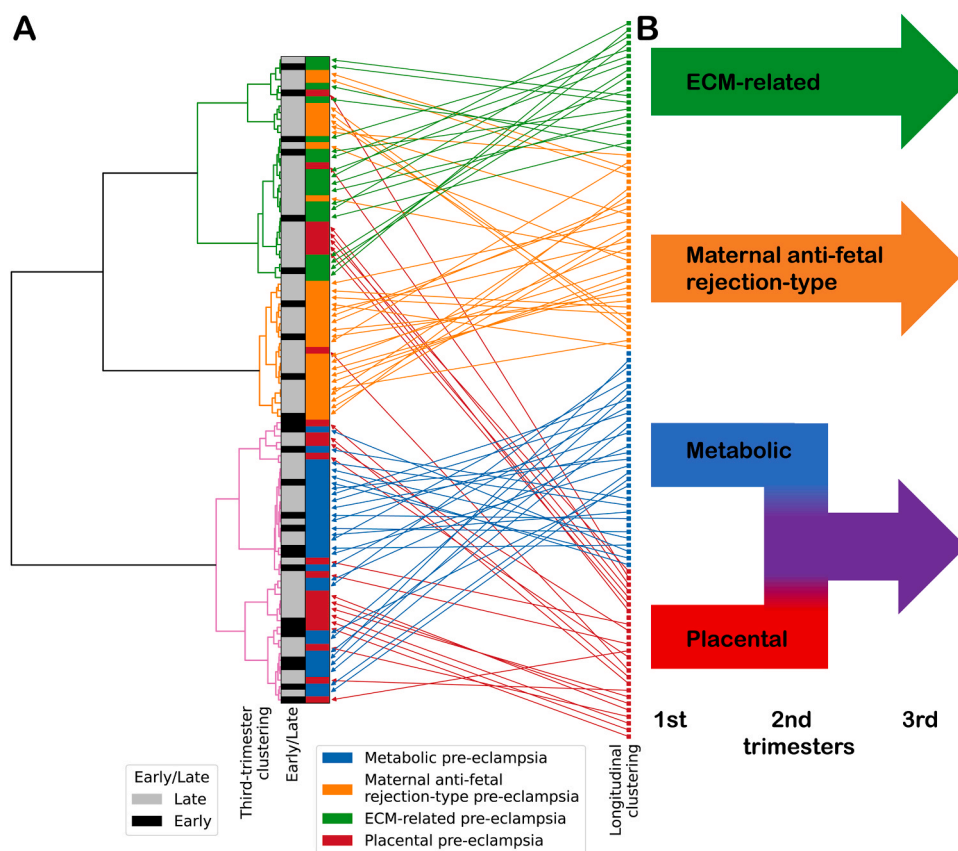 A
B
ECM-related
Maternal anti-fetal
rejection-type
Metabolic
Placental
1st
2nd
3rd
trimesters
Third-trimester
clustering
Early/Late
Longitudinal
clustering
Early/Late
Late
Early
Metabolic pre-eclampsia
Maternal anti-fetal
rejection-type pre-eclampsia
ECM-related pre-eclampsia
Placental pre-eclampsia